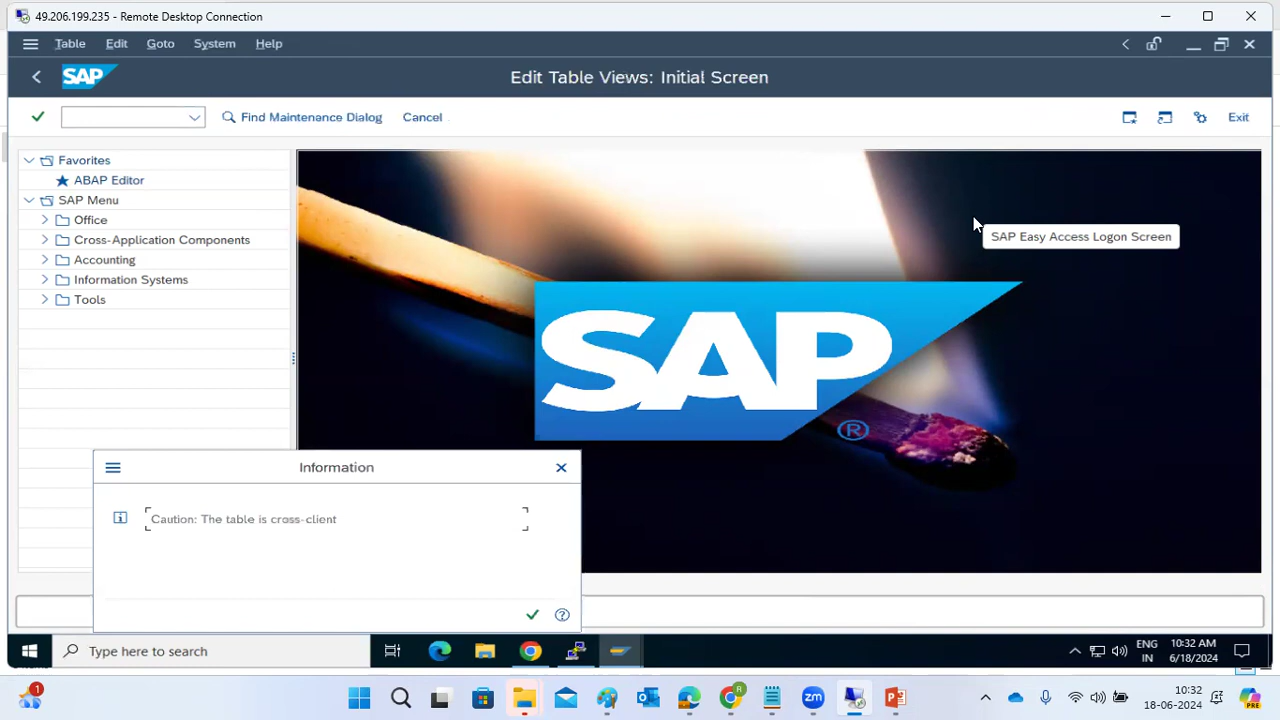 49.206.199.235 - Remote Desktop Connection
Table Edit Goto System Help
SAP Edit Table Views: Initial Screen
Find Maintenance Dialog Cancel Exit
Favorites
ABAP Editor
SAP Menu
Office
Cross-Application Components
Accounting
Information Systems
Tools
SAP Easy Access Logon Screen
SAP
®
Information
Caution: The table is cross-client
Type here to search
ENG
IN
10:32 AM
6/18/2024
1
10:32
18-06-2024
PRE